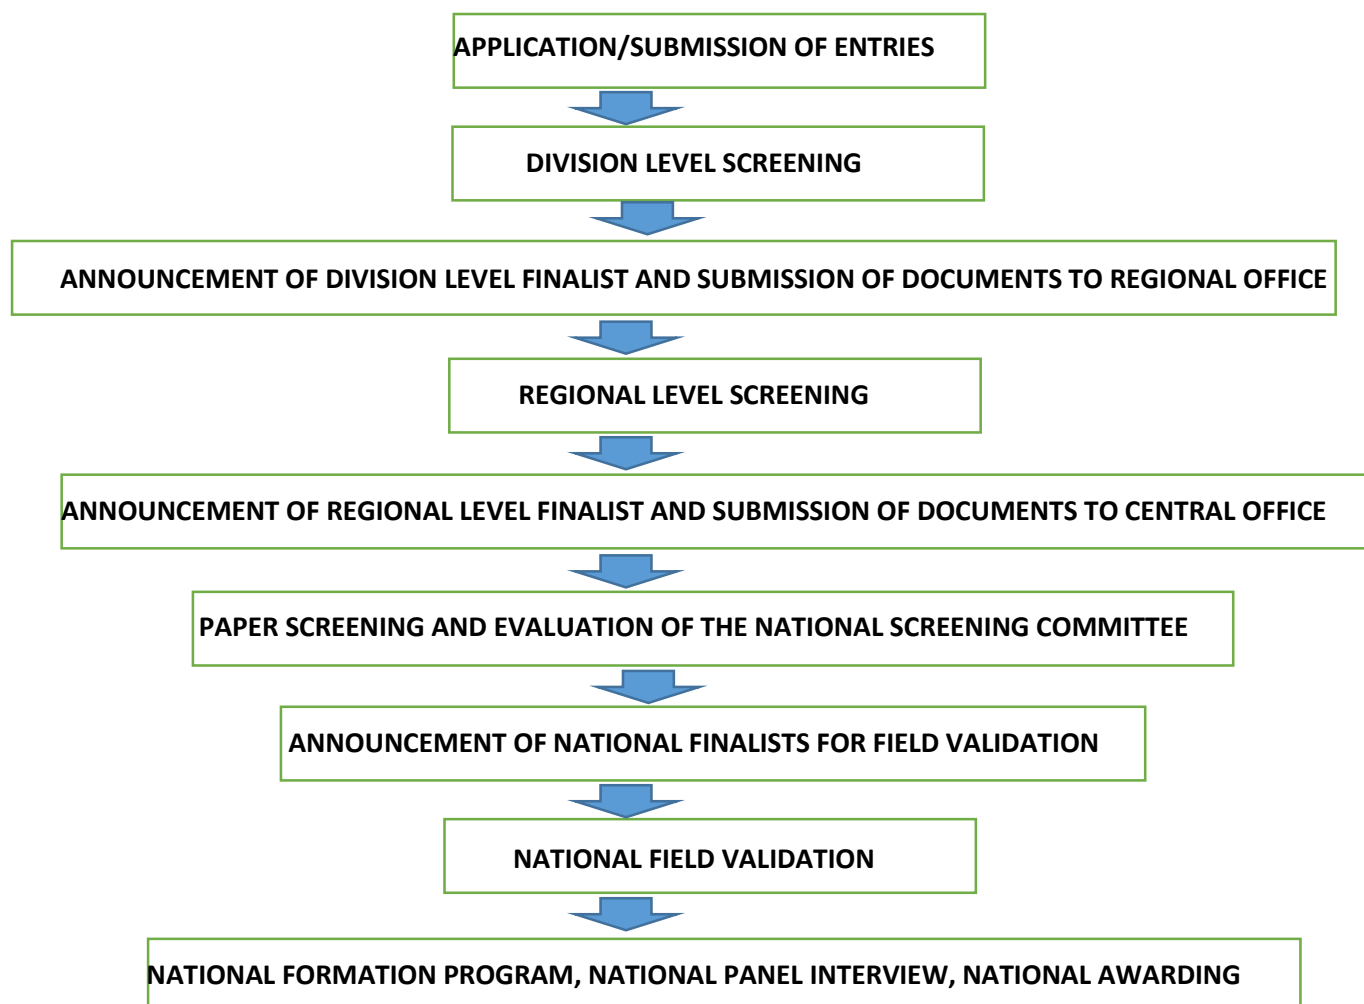 APPLICATION/SUBMISSION OF ENTRIES
DIVISION LEVEL SCREENING
ANNOUNCEMENT OF DIVISION LEVEL FINALIST AND SUBMISSION OF DOCUMENTS TO REGIONAL OFFICE
REGIONAL LEVEL SCREENING
ANNOUNCEMENT OF REGIONAL LEVEL FINALIST AND SUBMISSION OF DOCUMENTS TO CENTRAL OFFICE
PAPER SCREENING AND EVALUATION OF THE NATIONAL SCREENING COMMITTEE
ANNOUNCEMENT OF NATIONAL FINALISTS FOR FIELD VALIDATION
NATIONAL FIELD VALIDATION
NATIONAL FORMATION PROGRAM, NATIONAL PANEL INTERVIEW, NATIONAL AWARDING